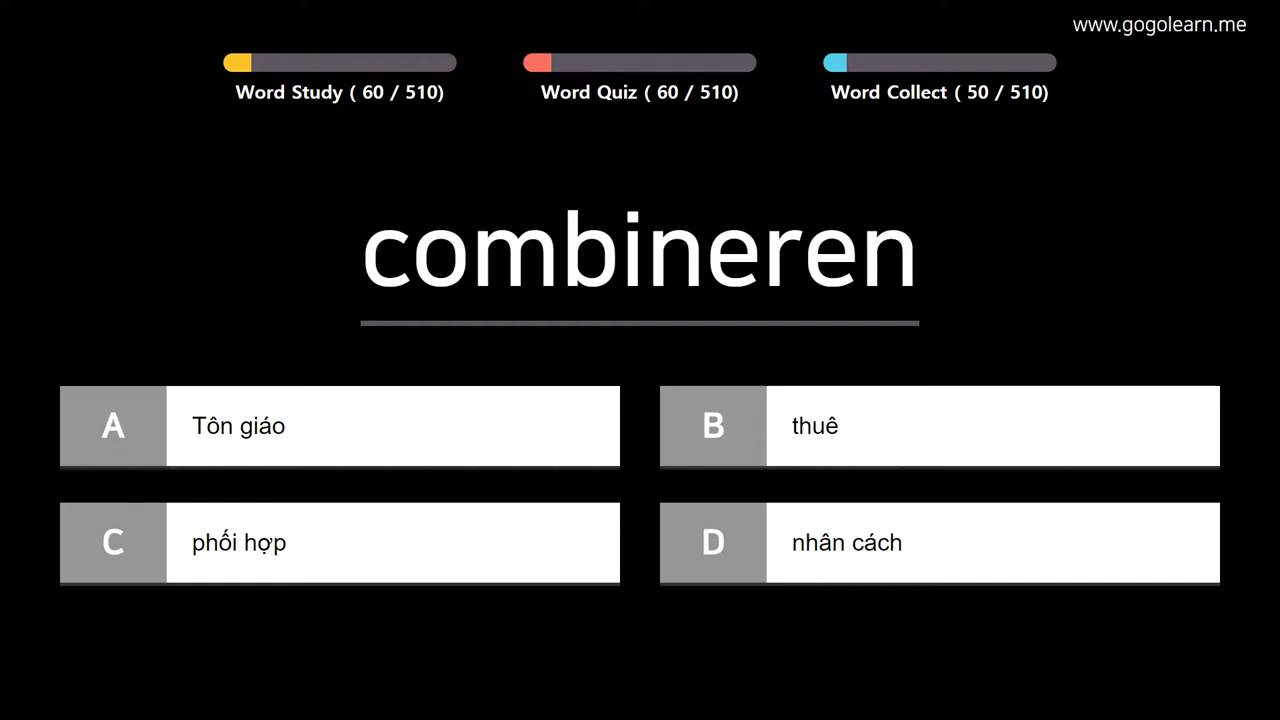 www.gogolearn.me
Word Study ( 60 / 510)
Word Quiz ( 60 / 510)
Word Collect ( 50 / 510)
combineren
A Tôn giáo
B thuê
C phối hợp
D nhân cách